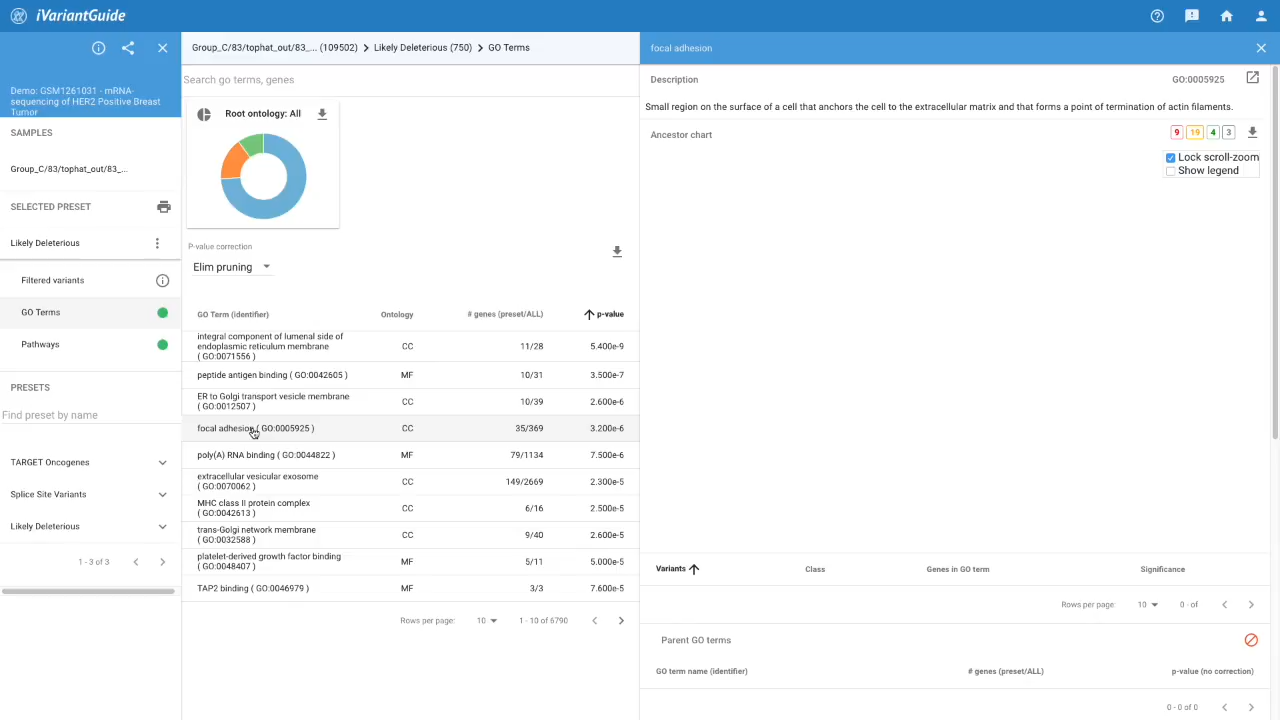 iVariantGuide
Demo: GSM1261031 - mRNA-
sequencing of HER2 Positive Breast
Tumor
SAMPLES
Group_C/83/tophat_out/83_...
SELECTED PRESET
Likely Deleterious
Filtered variants
GO Terms
Pathways
PRESETS
Find preset by name
TARGET Oncogenes
Splice Site Variants
Likely Deleterious
1 - 3 of 3
Group_C/83/tophat_out/83_... (109502) > Likely Deleterious (750) > GO Terms
Search go terms, genes
Root ontology: All
P-value correction
Elim pruning
GO Term (identifier) Ontology # genes (preset/ALL) p-value
integral component of lumenal side of
endoplasmic reticulum membrane
( GO:0071556 ) CC 11/28 5.400e-9
peptide antigen binding ( GO:0042605 ) MF 10/31 3.500e-7
ER to Golgi transport vesicle membrane
( GO:0012507 ) CC 10/39 2.600e-6
focal adhesion ( GO:0005925 ) CC 35/369 3.200e-6
poly(A) RNA binding ( GO:0044822 ) MF 79/1134 7.500e-6
extracellular vesicular exosome
( GO:0070062 ) CC 149/2669 2.300e-5
MHC class II protein complex
( GO:0042613 ) CC 6/16 2.500e-5
trans-Golgi network membrane
( GO:0032588 ) CC 9/40 2.600e-5
platelet-derived growth factor binding
( GO:0048407 ) MF 5/11 5.000e-5
TAP2 binding ( GO:0046979 ) MF 3/3 7.600e-5
Rows per page: 10 1 - 10 of 6790
focal adhesion
Description GO:0005925
Small region on the surface of a cell that anchors the cell to the extracellular matrix and that forms a point of termination of actin filaments.
Ancestor chart 9 19 4 3
Lock scroll-zoom
Show legend
Variants Class Genes in GO term Significance
Rows per page: 10 0 - of
Parent GO terms
GO term name (identifier) # genes (preset/ALL) p-value (no correction)
0 - 0 of 0